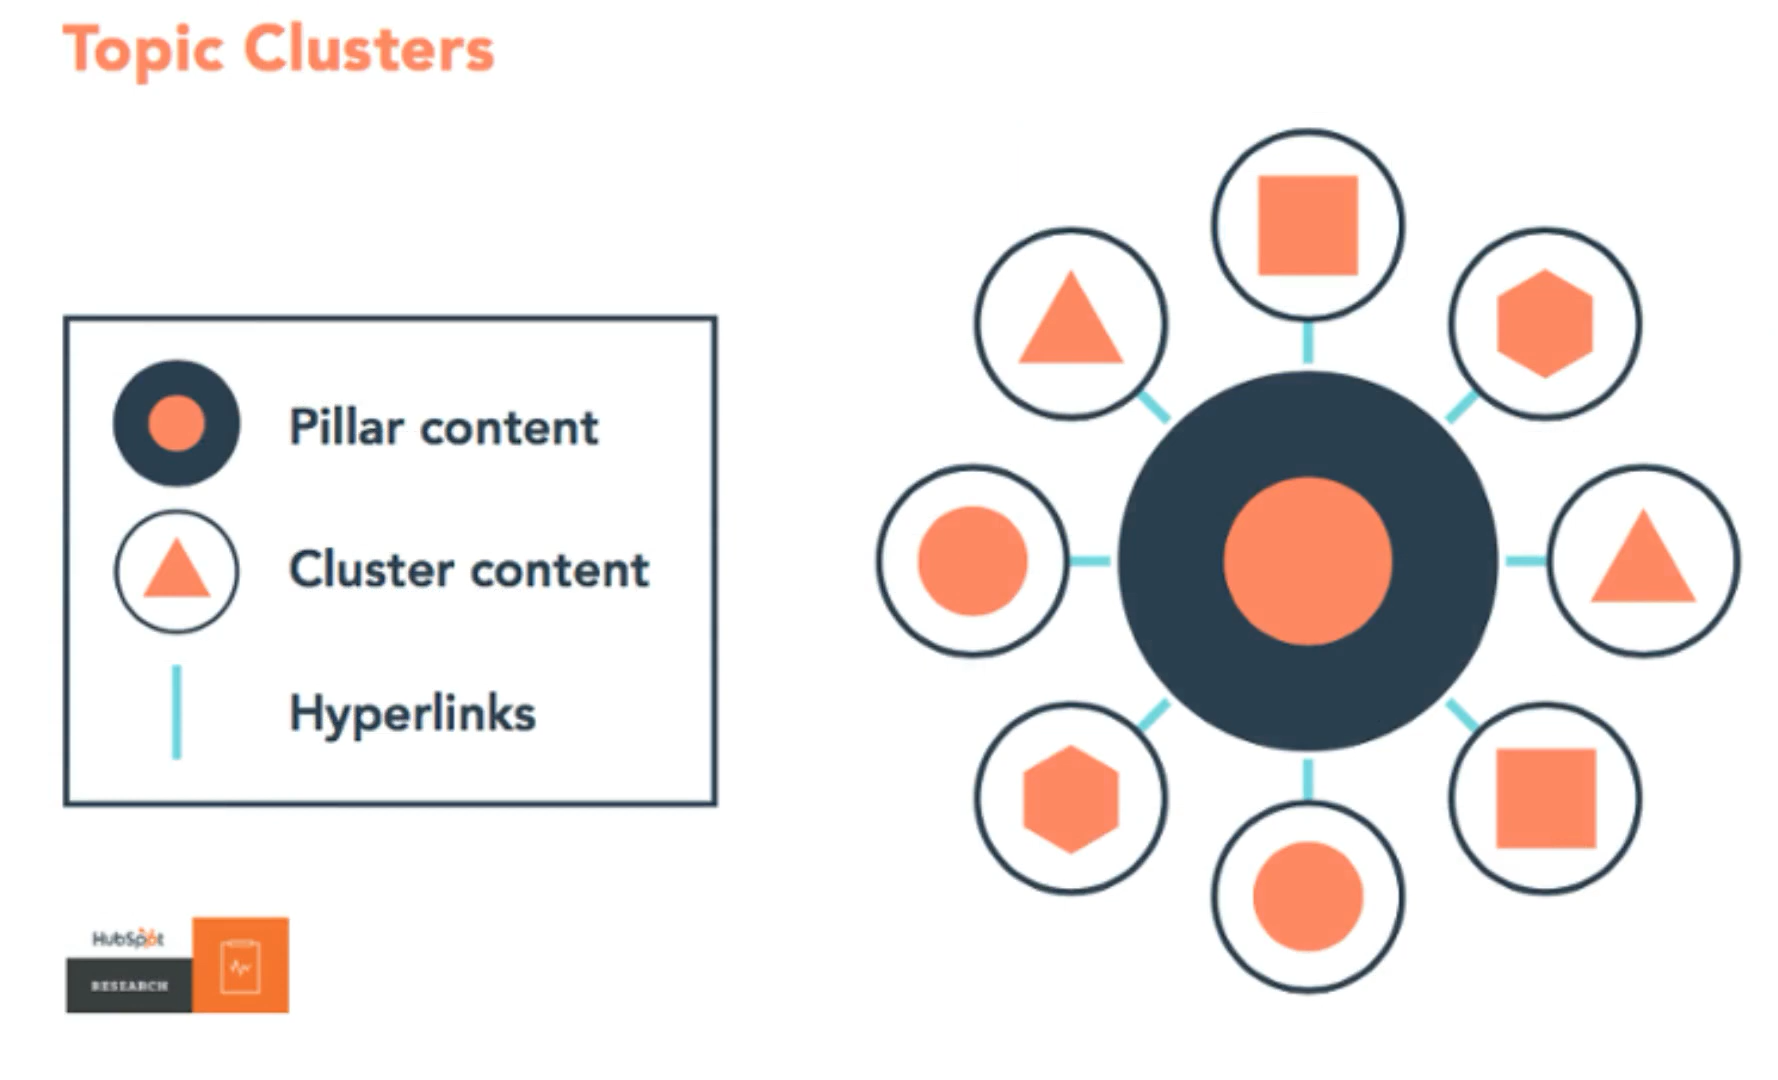 Topic Clusters
Pillar content
Cluster content
Hyperlinks
HubSpot
RESEARCH